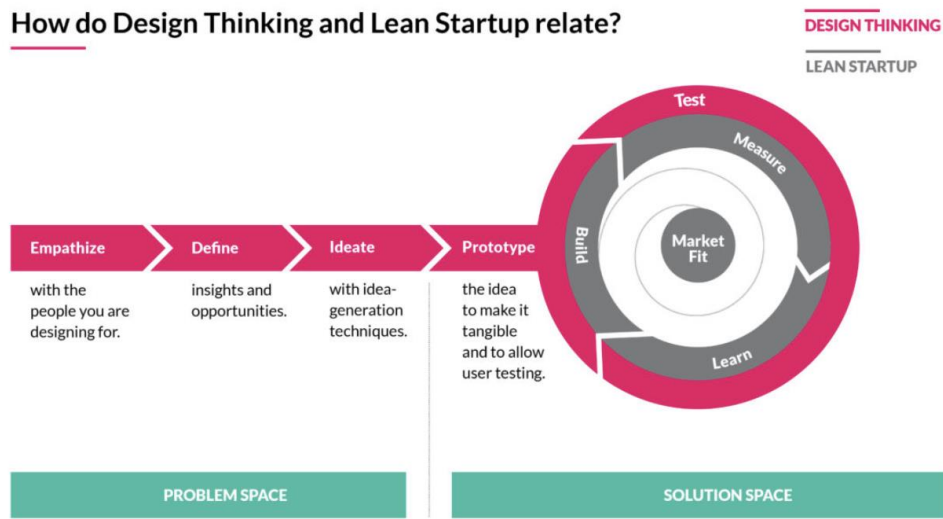 How do Design Thinking and Lean Startup relate?
DESIGN THINKING
LEAN STARTUP
Test
Measure
Build
Learn
Market
Fit
Empathize
with the
people you are
designing for.
Define
insights and
opportunities.
Ideate
with idea-
generation
techniques.
Prototype
the idea
to make it
tangible
and to allow
user testing.
PROBLEM SPACE
SOLUTION SPACE